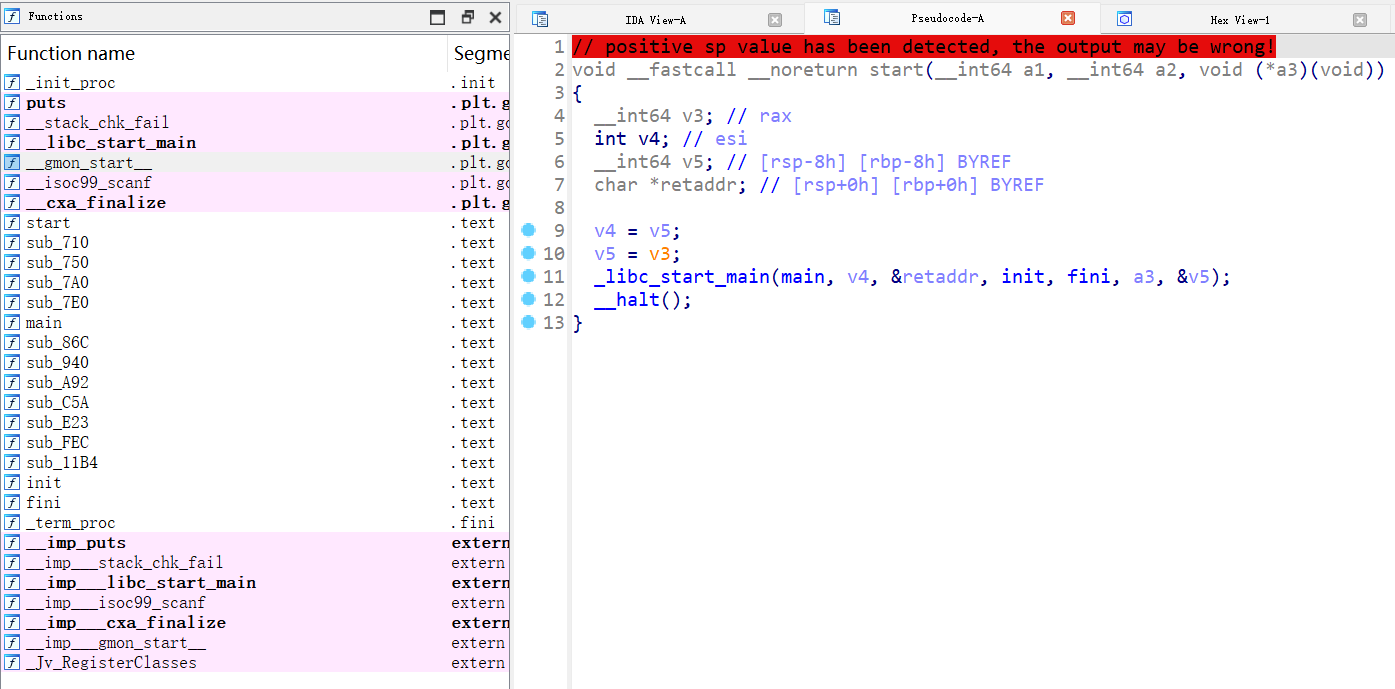 Functions
Function name Segme
_init_proc .init
puts .plt.g
__stack_chk_fail .plt.go
__libc_start_main .plt.g
__gmon_start__ .plt.go
__isoc99_scanf .plt.go
__cxa_finalize .plt.g
start .text
sub_710 .text
sub_750 .text
sub_7A0 .text
sub_7E0 .text
main .text
sub_86C .text
sub_940 .text
sub_A92 .text
sub_C5A .text
sub_E23 .text
sub_FEC .text
sub_11B4 .text
init .text
fini .text
_term_proc .fini
__imp_puts extern
__imp___stack_chk_fail extern
__imp___libc_start_main extern
__imp___isoc99_scanf extern
__imp___cxa_finalize extern
__imp___gmon_start__ extern
_Jv_RegisterClasses extern
IDA View-A Pseudocode-A Hex View-1
1 // positive sp value has been detected, the output may be wrong!
2 void __fastcall __noreturn start(__int64 a1, __int64 a2, void (*a3)(void))
3 {
4 __int64 v3; // rax
5 int v4; // esi
6 __int64 v5; // [rsp-8h] [rbp-8h] BYREF
7 char *retaddr; // [rsp+0h] [rbp+0h] BYREF
8
9 v4 = v5;
10 v5 = v3;
11 _libc_start_main(main, v4, &retaddr, init, fini, a3, &v5);
12 __halt();
13 }